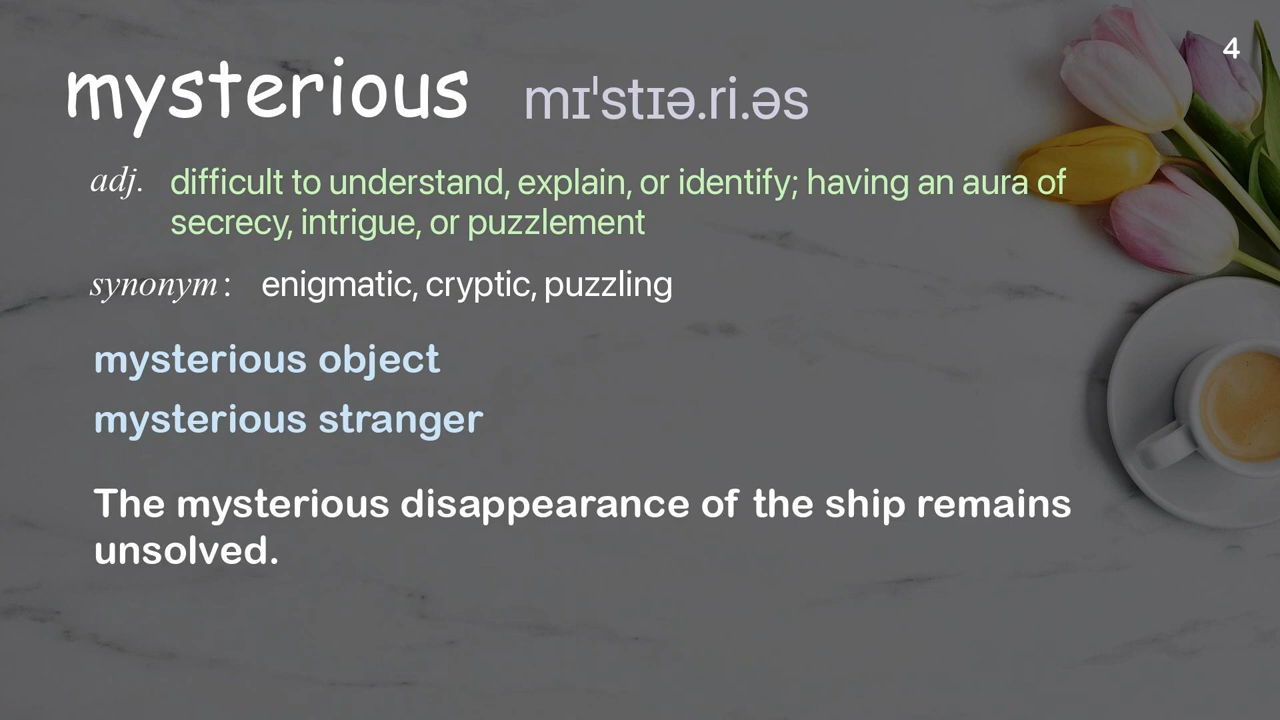 4
mysterious mɪˈstɪə.ri.əs
adj. difficult to understand, explain, or identify; having an aura of
secrecy, intrigue, or puzzlement
synonym : enigmatic, cryptic, puzzling
mysterious object
mysterious stranger
The mysterious disappearance of the ship remains
unsolved.